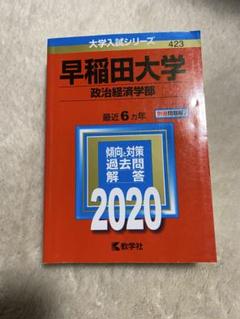 大学入試シリーズ
423
早稲田大学
政治経済学部
最近6ヵ年
傾向と対策
過去問
解答
2020
教学社